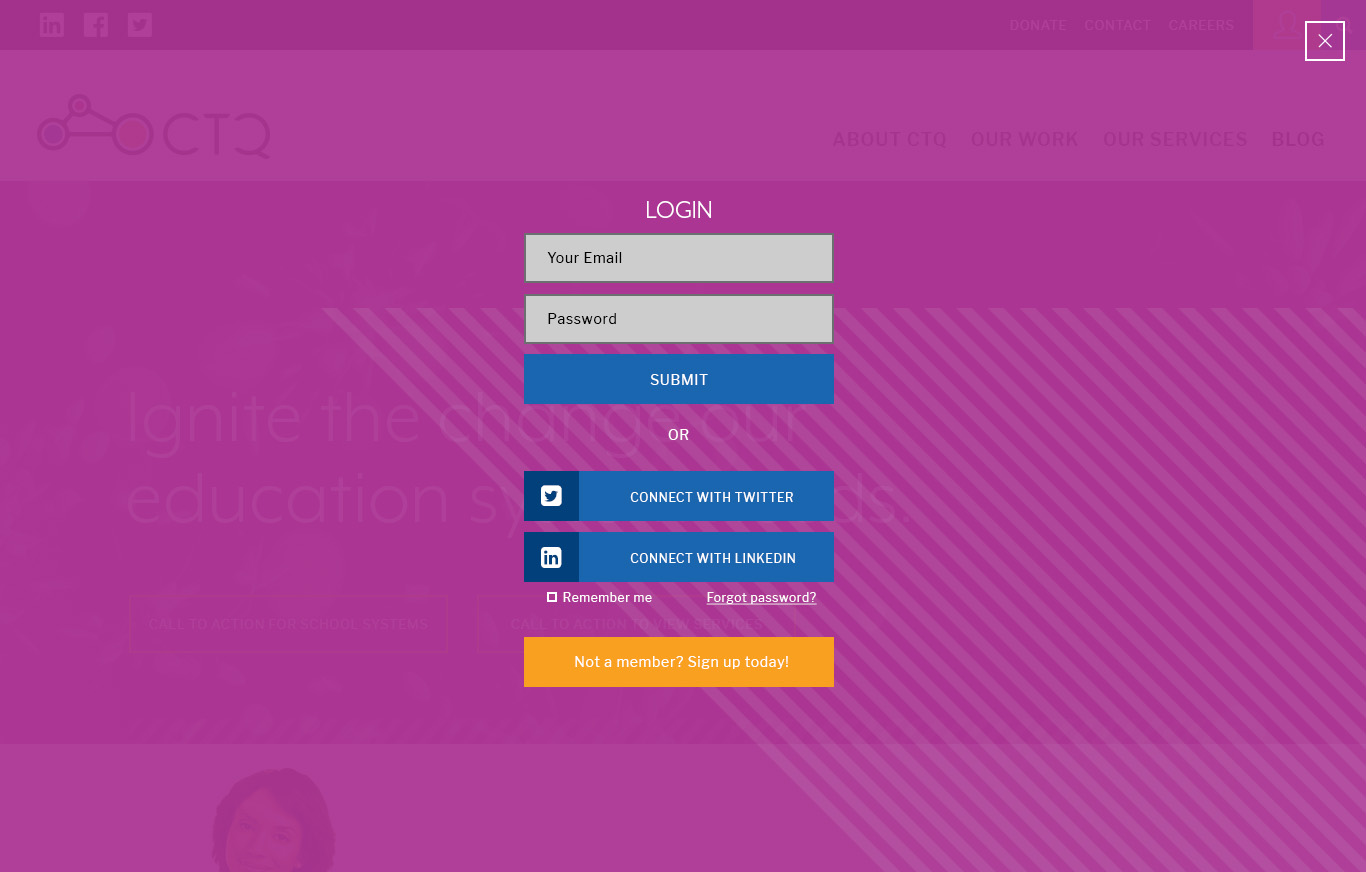 DONATE CONTACT CAREERS
CTQ
ABOUT CTQ OUR WORK OUR SERVICES BLOG
LOGIN
Your Email
Password
SUBMIT
Ignite the change our
OR
education sy ds.
CONNECT WITH TWITTER
CONNECT WITH LINKEDIN
Remember me Forgot password?
CALL TO ACTION FOR SCHOOL SYSTEMS
CALL TO ACTION TO VIEW SERVICES
Not a member? Sign up today!